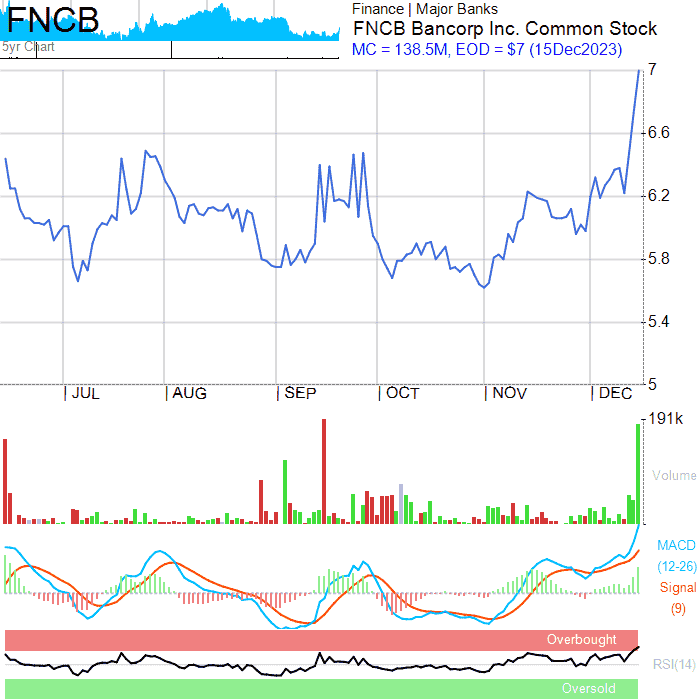 FNCB
5yr Chart
Finance | Major Banks
FNCB Bancorp Inc. Common Stock
MC = 138.5M, EOD = $7 (15Dec2023)
7
6.6
6.2
5.8
5.4
5
| JUL
| AUG
| SEP
| OCT
| NOV
| DEC
191k
Volume
MACD
(12-26)
Signal
(9)
Overbought
RSI(14)
Oversold